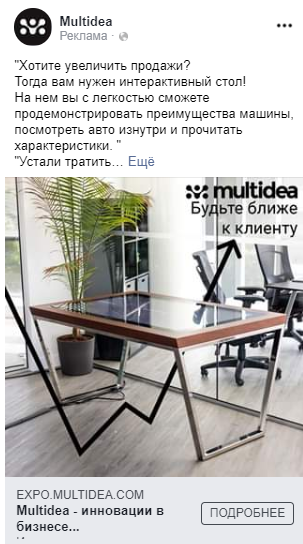 Multidea
Реклама ·
"Хотите увеличить продажи?
Тогда вам нужен интерактивный стол!
На нем вы с легкостью сможете
продемонстрировать преимущества машины,
посмотреть авто изнутри и прочитать
характеристики. "
"Устали тратить… Ещё
multidea
Будьте ближе
к клиенту
EXPO.MULTIDEA.COM
Multidea - инновации в
бизнесе...
ПОДРОБНЕЕ